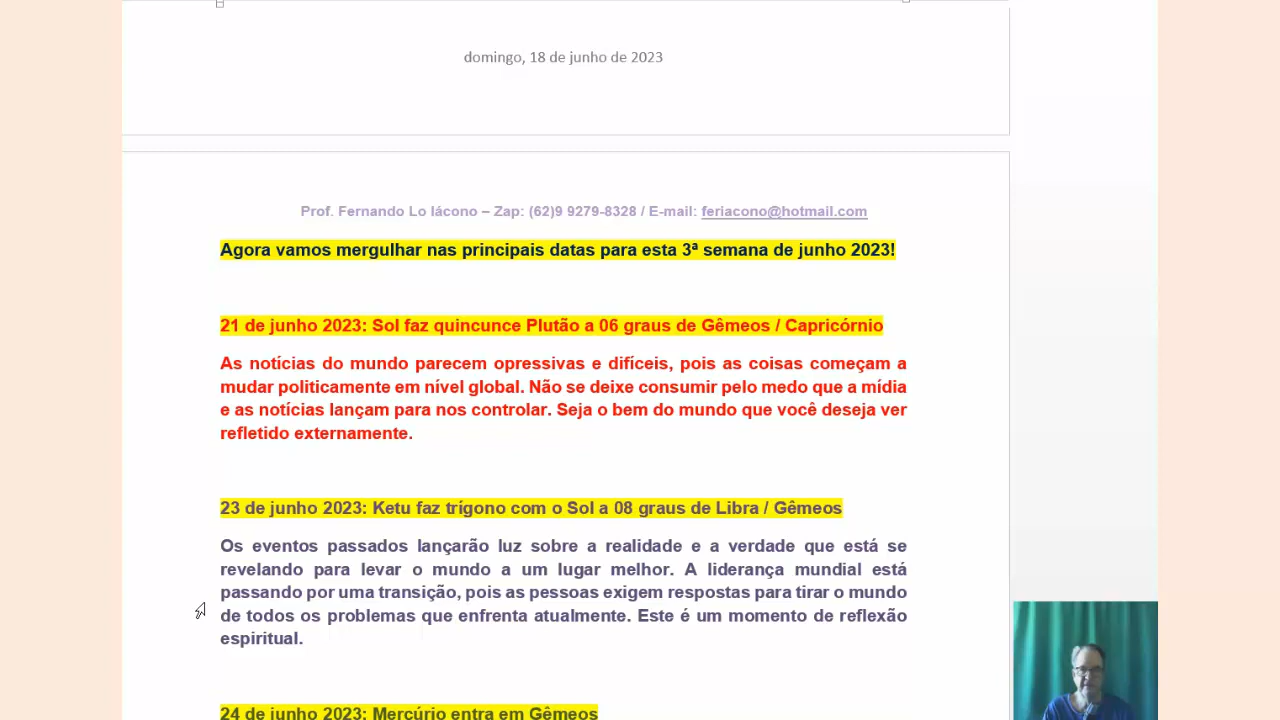 domingo, 18 de junho de 2023
Prof. Fernando Lo Iácono – Zap: (62)9 9279-8328 / E-mail: feriacono@hotmail.com
Agora vamos mergulhar nas principais datas para esta 3ª semana de junho 2023!
21 de junho 2023: Sol faz quincunce Plutão a 06 graus de Gêmeos / Capricórnio
As notícias do mundo parecem opressivas e difíceis, pois as coisas começam a
mudar politicamente em nível global. Não se deixe consumir pelo medo que a mídia
e as notícias lançam para nos controlar. Seja o bem do mundo que você deseja ver
refletido externamente.
23 de junho 2023: Ketu faz trígono com o Sol a 08 graus de Libra / Gêmeos
Os eventos passados lançarão luz sobre a realidade e a verdade que está se
revelando para levar o mundo a um lugar melhor. A liderança mundial está
passando por uma transição, pois as pessoas exigem respostas para tirar o mundo
de todos os problemas que enfrenta atualmente. Este é um momento de reflexão
espiritual.
24 de junho 2023: Mercúrio entra em Gêmeos